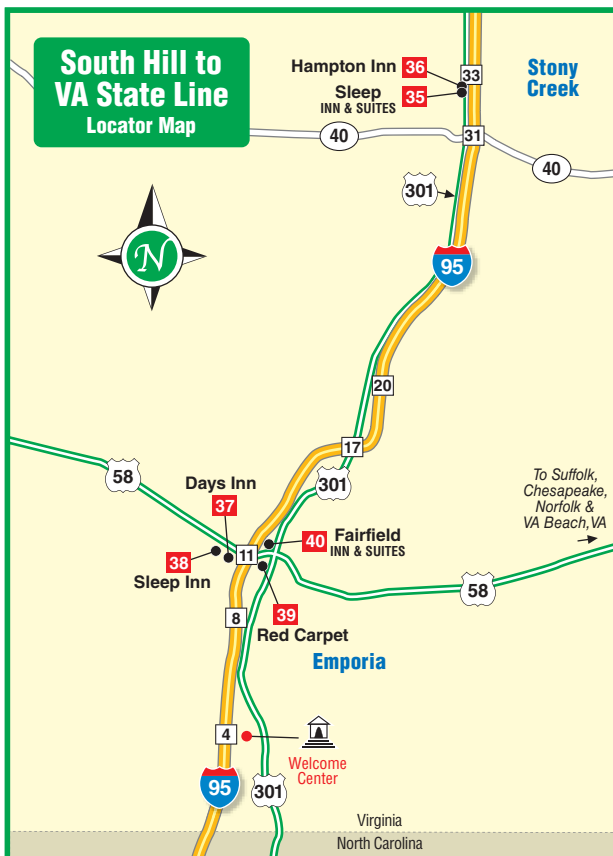 South Hill to
VA State Line
Locator Map
Hampton Inn 36
Sleep 35
INN & SUITES
33
Stony
Creek
31
40
40
301
N
95
20
17
58
Days Inn
37
301
To Suffolk,
Chesapeake,
Norfolk &
VA Beach,VA
40 Fairfield
INN & SUITES
11
38
Sleep Inn
58
39
Red Carpet
8
Emporia
4
Welcome
Center
95
301
Virginia
North Carolina